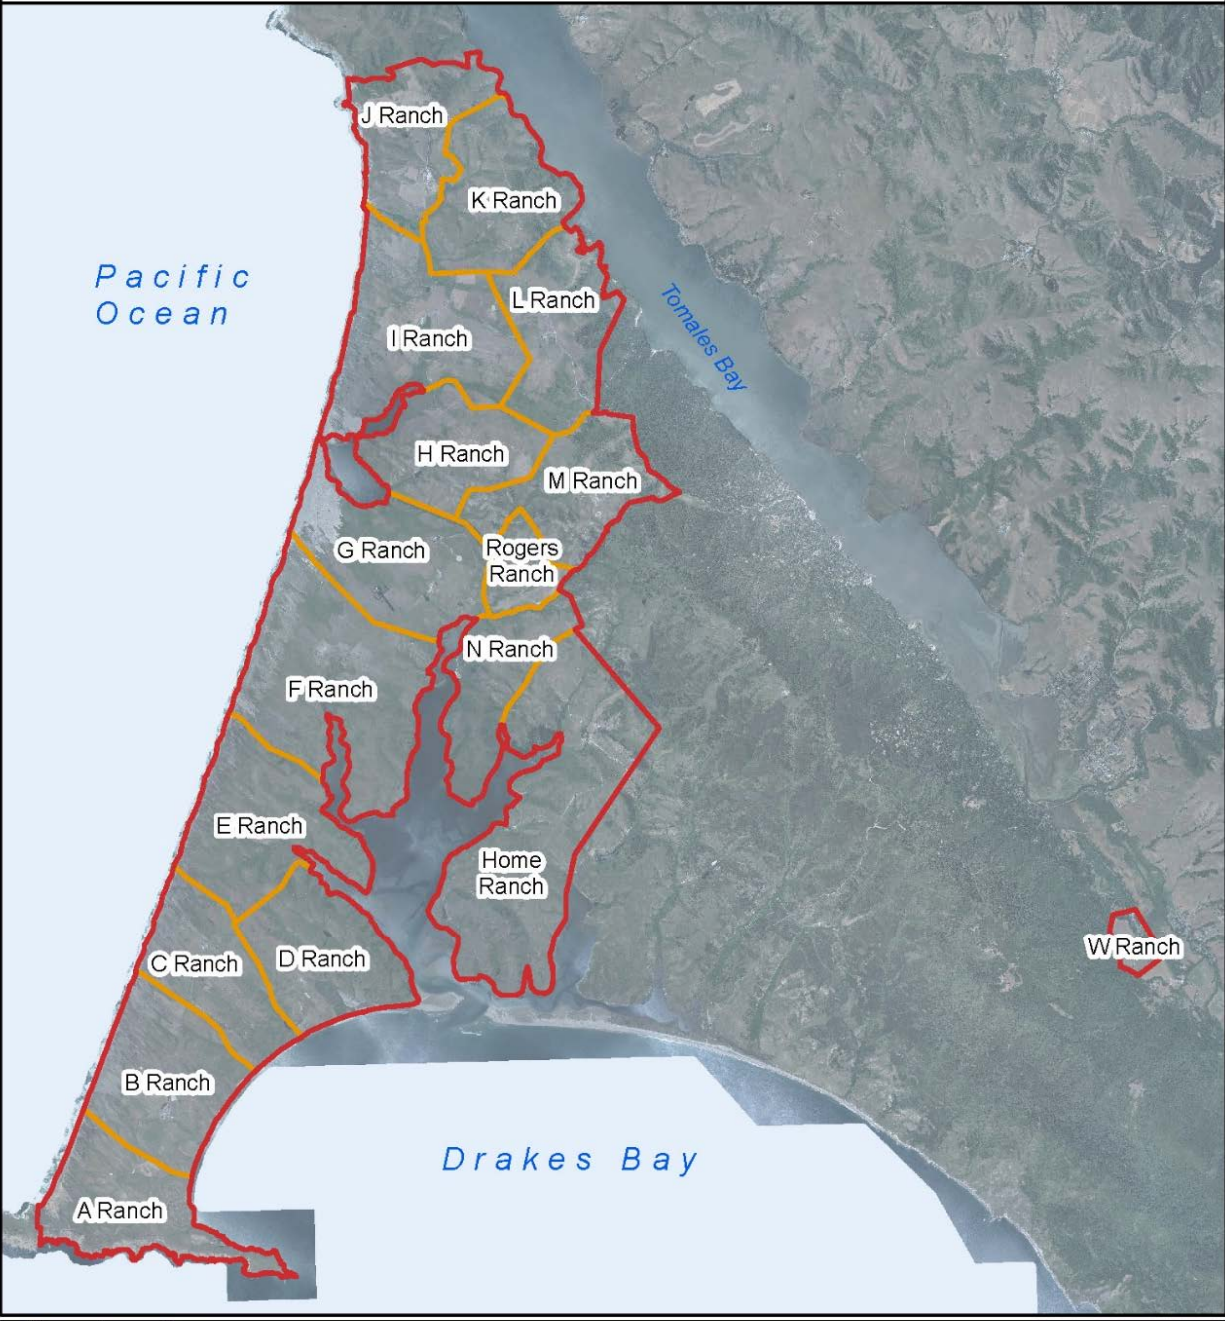 J Ranch
K Ranch
Pacific
Ocean
L Ranch
Tomales Bay
I Ranch
H Ranch
M Ranch
G Ranch
Rogers
Ranch
N Ranch
F Ranch
E Ranch
Home
Ranch
W Ranch
C Ranch
D Ranch
B Ranch
Drakes Bay
A Ranch